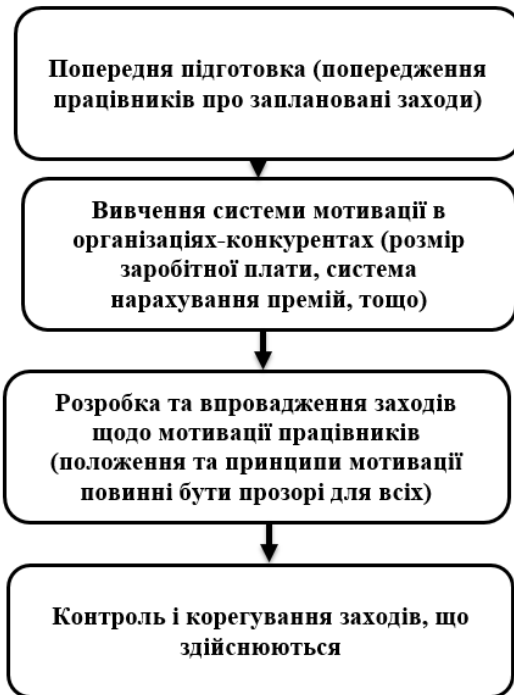 Попередня підготовка (попередження
працівників про заплановані заходи)
Вивчення системи мотивації в
організаціях-конкурентах (розмір
заробітної плати, система
нарахування премій, тощо)
Розробка та впровадження заходів
щодо мотивації працівників
(положення та принципи мотивації
повинні бути прозорі для всіх)
Контроль і корегування заходів, що
здійснюються